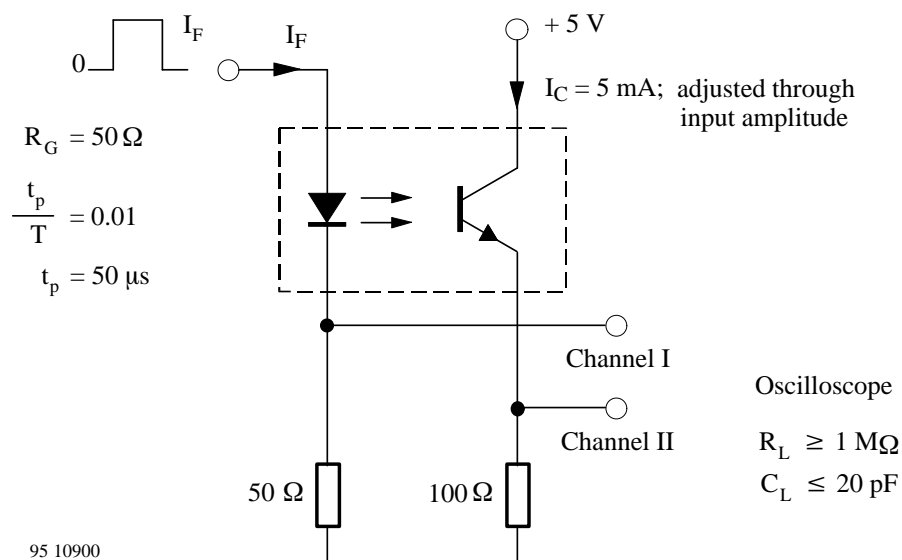 I_F
0
I_F
+ 5 V
I_C = 5 mA; adjusted through
input amplitude
R_G = 50 Ω
t_p
T
= 0.01
t_p = 50 μs
Channel I
Channel II
Oscilloscope
R_L ≥ 1 MΩ
C_L ≤ 20 pF
50 Ω
100 Ω
95 10900